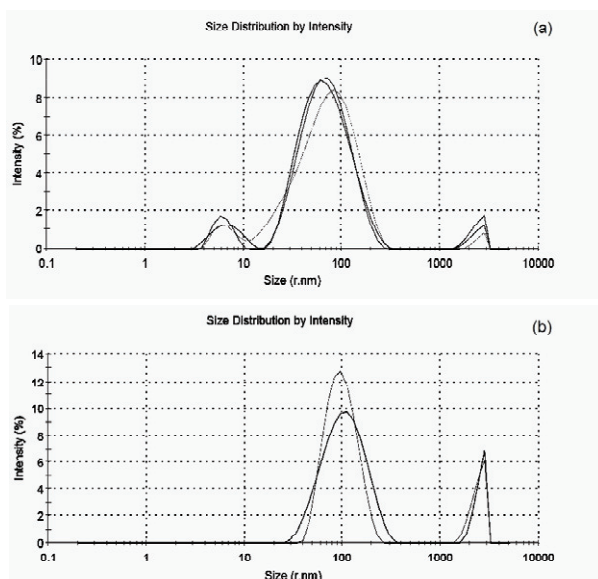 Size Distribution by Intensity
(a)
10
8
6
4
2
0
Intensity (%)
0.1 1 10 100 1000 10000
Size (r.nm)
Size Distribution by Intensity
(b)
14
12
10
8
6
4
2
0
Intensity (%)
0.1 1 10 100 1000 10000
Size (r.nm)